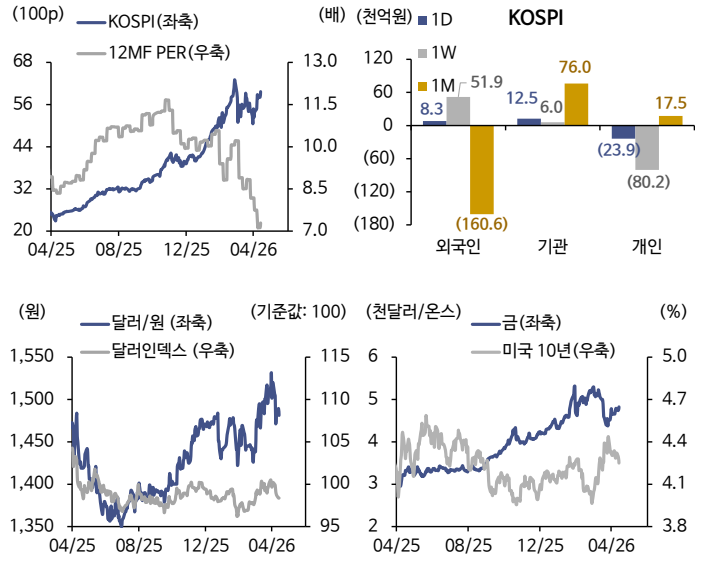 (100p)
KOSPI(좌축)
12MF PER(우축)
(배)
68
56
44
32
20
13.0
11.5
10.0
8.5
7.0
04/25 08/25 12/25 04/26
(천억원)
KOSPI
1D
1W
1M
120
60
0
(60)
(120)
(180)
8.3
51.9
(160.6)
12.5
6.0
76.0
(23.9)
(80.2)
17.5
외국인 기관 개인
(원)
달러/원 (좌축)
달러인덱스 (우축)
(기준값: 100)
1,550
1,500
1,450
1,400
1,350
115
110
105
100
95
04/25 08/25 12/25 04/26
(천달러/온스)
금(좌축)
미국 10년(우축)
(%)
6
5
4
3
2
5.0
4.7
4.4
4.1
3.8
04/25 08/25 12/25 04/26